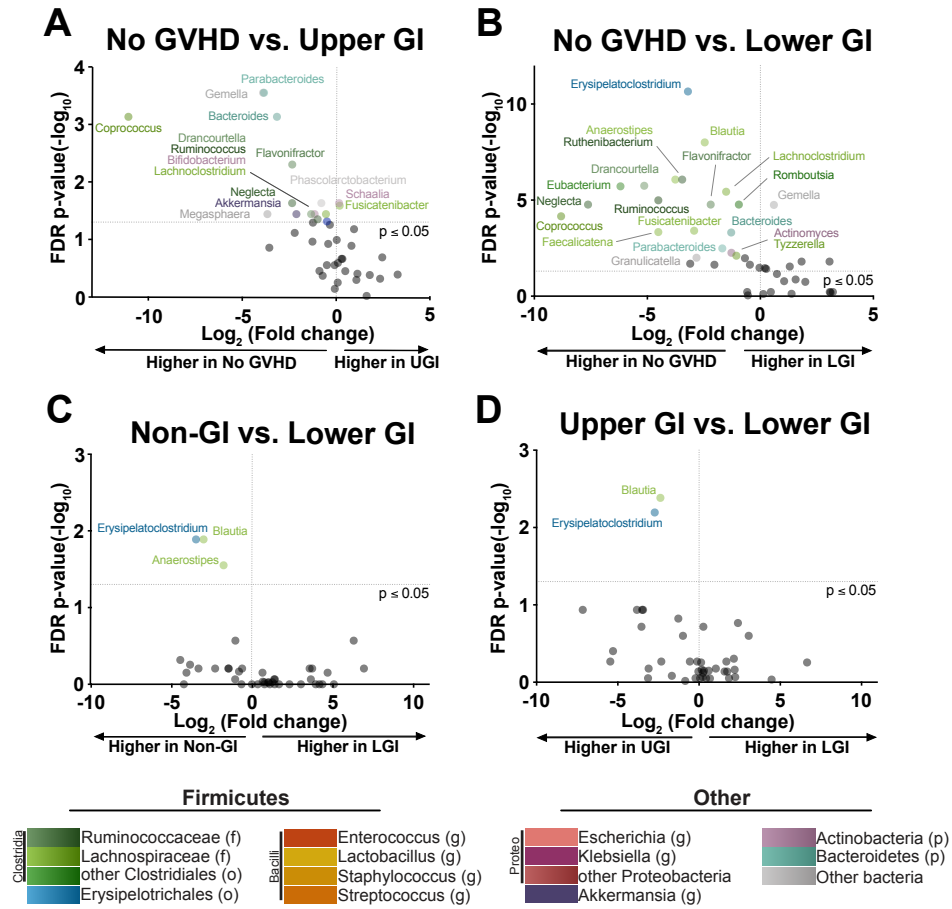 A
No GVHD vs. Upper GI
FDR p-value(-log10)
4
3
2
1
0
-10
-5
0
5
Parabacteroides
Gemella
Coprococcus
Bacteroides
Drancourtella
Ruminococcus
Flavonifractor
Bifidobacterium
Lachnoclostridium
Phascolarctobacterium
Neglecta
Schaalia
Akkermansia
Fusicatenibacter
Megasphaera
p ≤ 0.05
Log2 (Fold change)
Higher in No GVHD
Higher in UGI
B
No GVHD vs. Lower GI
FDR p-value(-log10)
10
5
0
-10
-5
0
5
Erysipelatoclostridium
Anaerostipes
Blautia
Ruthenibacterium
Drancourtella
Flavonifractor
Lachnoclostridium
Eubacterium
Romboutsia
Neglecta
Gemella
Ruminococcus
Coprococcus
Fusicatenibacter
Bacteroides
Faecalicatena
Actinomyces
Parabacteroides
Tyzzerella
Granulicatella
p ≤ 0.05
Log2 (Fold change)
Higher in No GVHD
Higher in LGI
C
Non-GI vs. Lower GI
FDR p-value(-log10)
3
2
1
0
-10
-5
0
5
10
Erysipelatoclostridium
Blautia
Anaerostipes
p ≤ 0.05
Log2 (Fold change)
Higher in Non-GI
Higher in LGI
D
Upper GI vs. Lower GI
FDR p-value(-log10)
3
2
1
0
-10
-5
0
5
10
Blautia
Erysipelatoclostridium
p ≤ 0.05
Log2 (Fold change)
Higher in UGI
Higher in LGI
Firmicutes
Clostridia
Ruminococcaceae (f)
Lachnospiraceae (f)
other Clostridiales (o)
Erysipelotrichales (o)
Bacilli
Enterococcus (g)
Lactobacillus (g)
Staphylococcus (g)
Streptococcus (g)
Other
Proteo
Escherichia (g)
Klebsiella (g)
other Proteobacteria
Akkermansia (g)
Actinobacteria (p)
Bacteroidetes (p)
Other bacteria